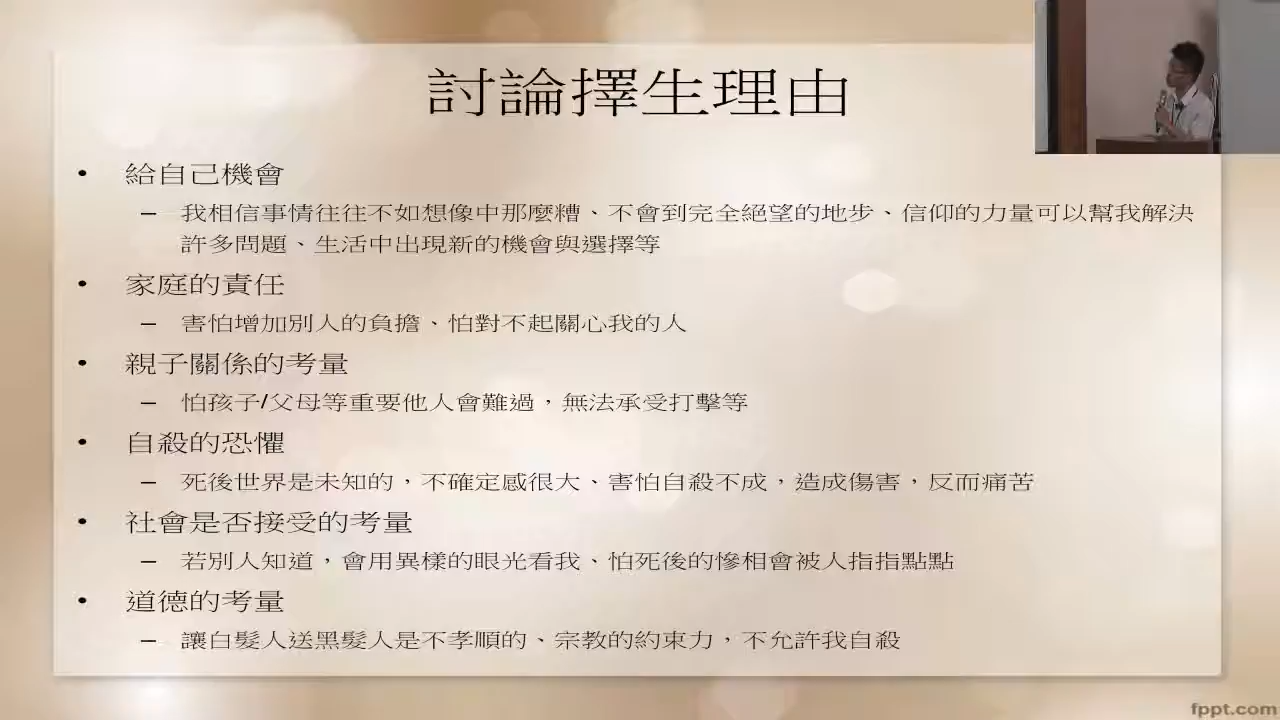 討論擇生理由
• 給自己機會
– 我相信事情往往不如想像中那麼糟、不會到完全絕望的地步、信仰的力量可以幫我解決
許多問題、生活中出現新的機會與選擇等
• 家庭的責任
– 害怕增加別人的負擔、怕對不起關心我的人
• 親子關係的考量
– 怕孩子/父母等重要他人會難過，無法承受打擊等
• 自殺的恐懼
– 死後世界是未知的，不確定感很大、害怕自殺不成，造成傷害，反而痛苦
• 社會是否接受的考量
– 若別人知道，會用異樣的眼光看我、怕死後的慘相會被人指指點點
• 道德的考量
– 讓白髮人送黑髮人是不孝順的、宗教的約束力，不允許我自殺
fppt.com